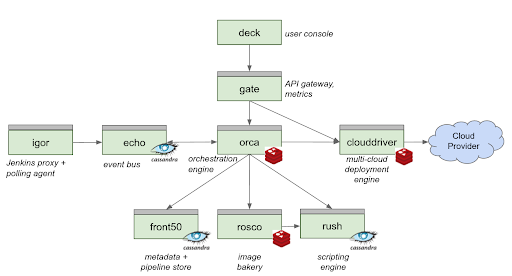 deck
user console
gate
API gateway,
metrics
igor
echo
orca
clouddriver
Cloud
Provider
Jenkins proxy +
polling agent
event bus
cassandra
orchestration
engine
multi-cloud
deployment
engine
front50
rosco
rush
metadata +
pipeline store
cassandra
image
bakery
scripting
engine
cassandra